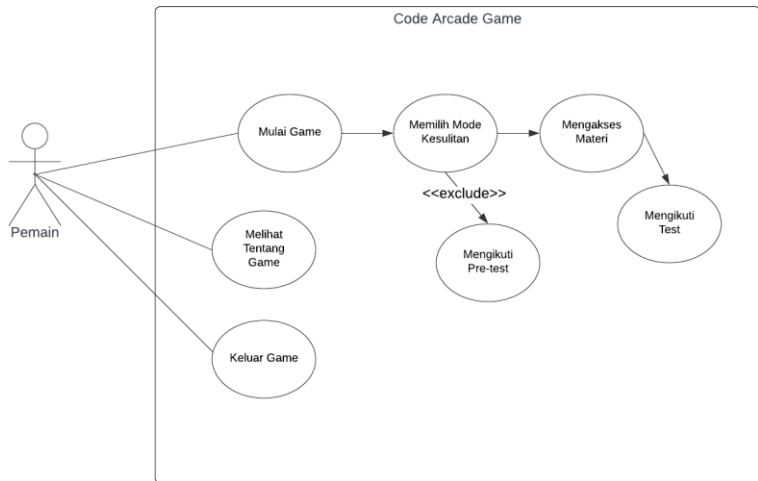 Code Arcade Game
Mulai Game
Memilih Mode
Kesulitan
Mengakses
Materi
<<exclude>>
Mengikuti
Test
Pemain
Melihat
Tentang
Game
Mengikuti
Pre-test
Keluar Game